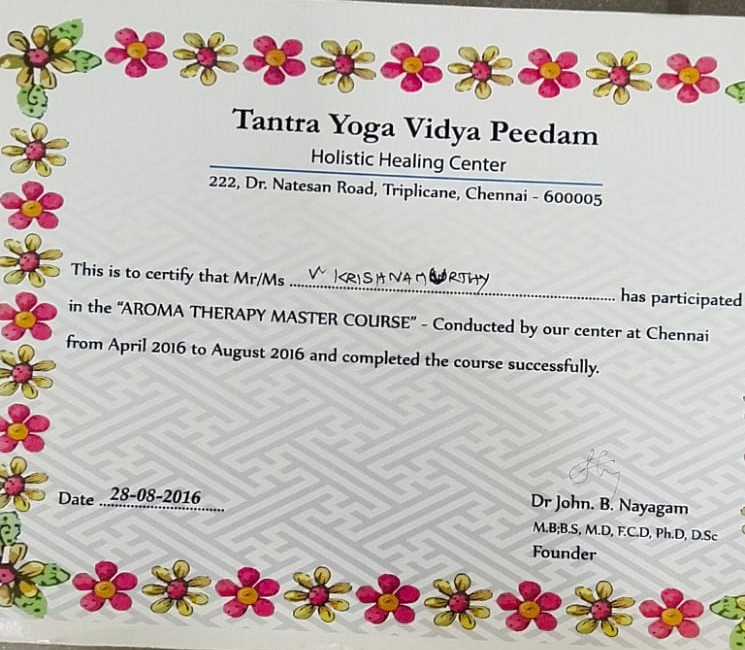 Tantra Yoga Vidya Peedam
Holistic Healing Center
222, Dr. Natesan Road, Triplicane, Chennai - 600005
This is to certify that Mr/Ms V KRISHNAMOORTHY has participated
in the "AROMA THERAPY MASTER COURSE" - Conducted by our center at Chennai
from April 2016 to August 2016 and completed the course successfully.
Date 28-08-2016
Dr John. B. Nayagam
M.B;B.S, M.D, F.C.D, Ph.D, D.Sc
Founder